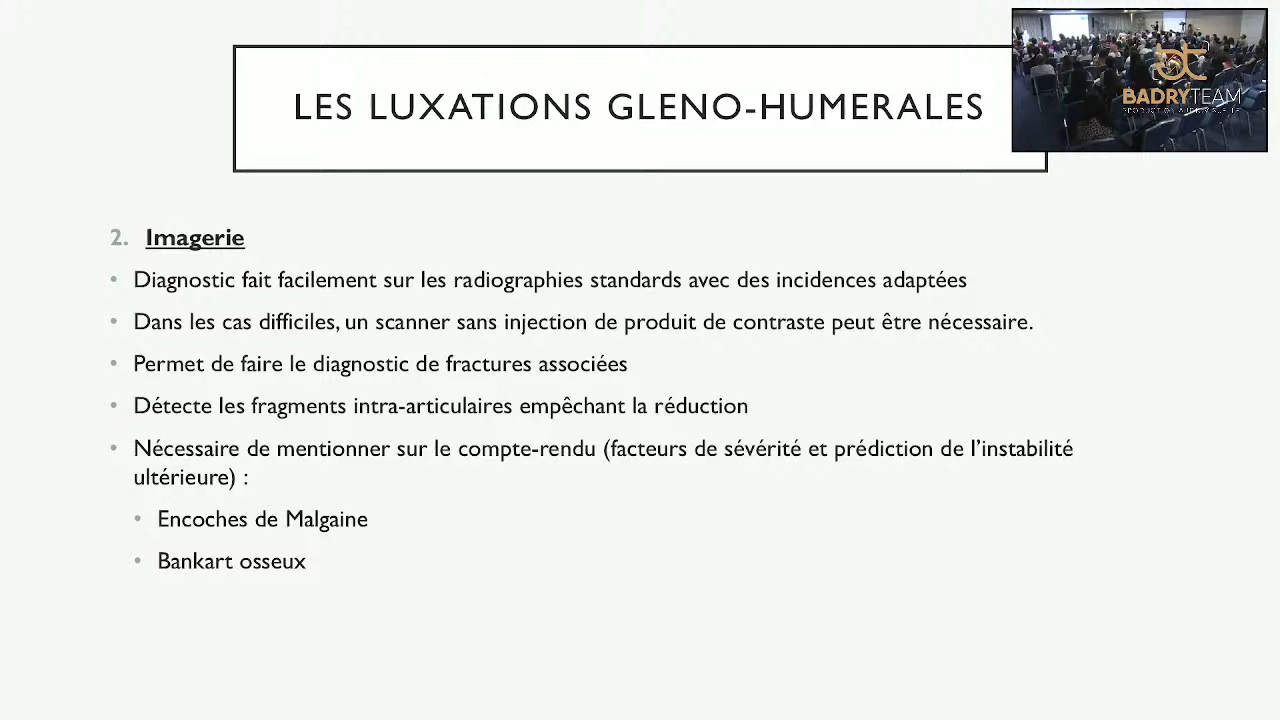 LES LUXATIONS GLENO-HUMERALES
BADRYTEAM
2. Imagerie
• Diagnostic fait facilement sur les radiographies standards avec des incidences adaptées
• Dans les cas difficiles, un scanner sans injection de produit de contraste peut être nécessaire.
• Permet de faire le diagnostic de fractures associées
• Détecte les fragments intra-articulaires empêchant la réduction
• Nécessaire de mentionner sur le compte-rendu (facteurs de sévérité et prédiction de l’instabilité
ultérieure) :
• Encoches de Malgaine
• Bankart osseux